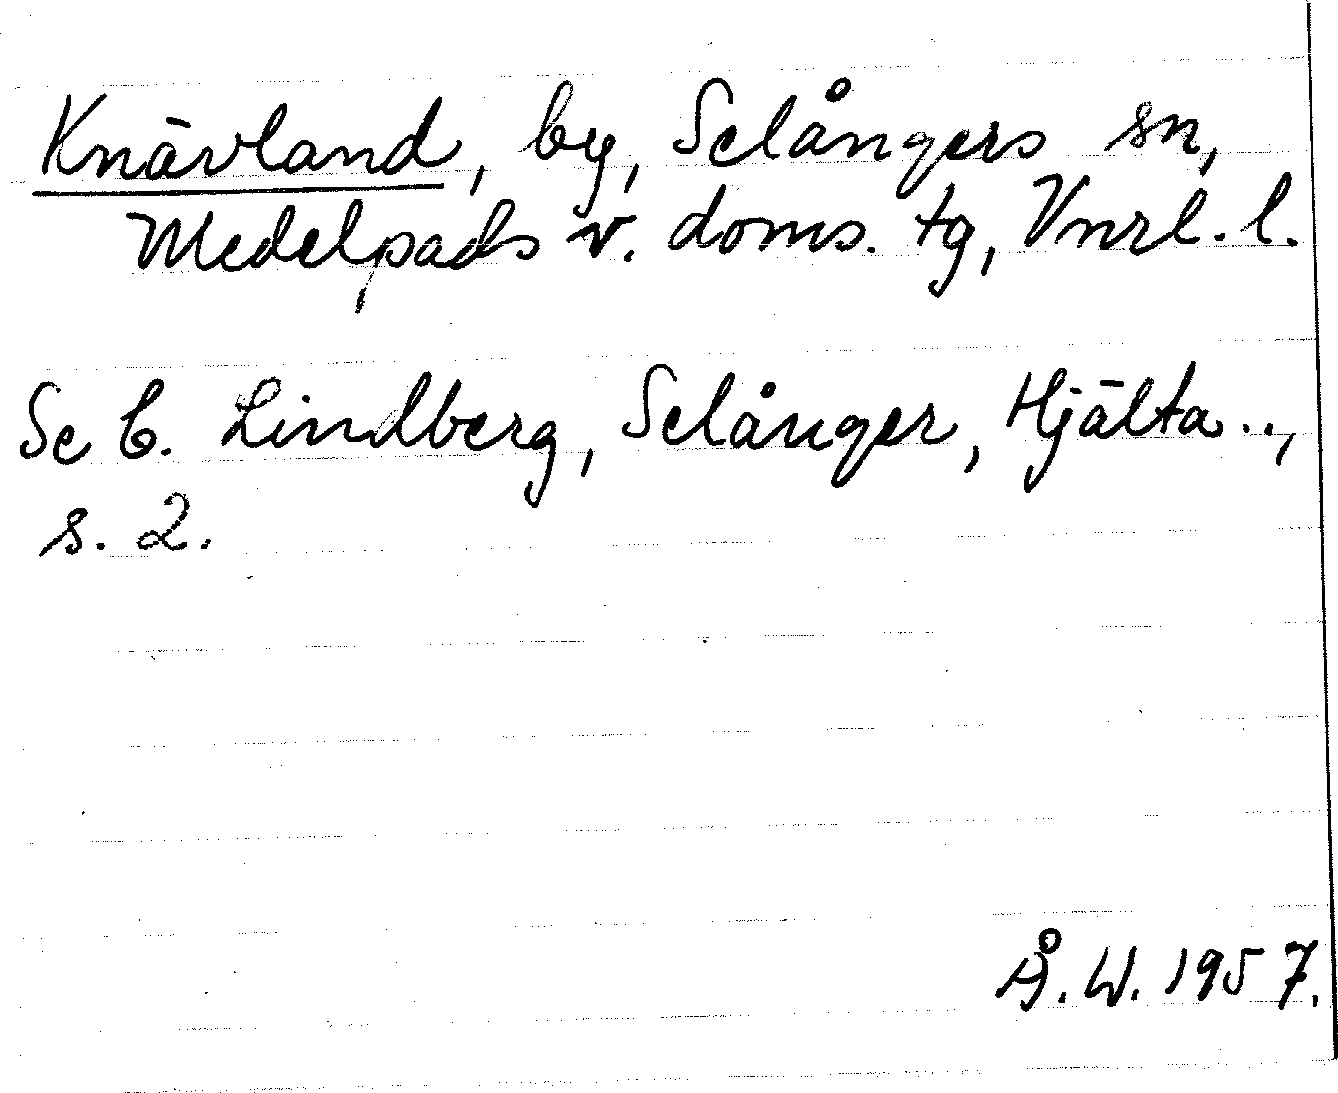 Knävland, by, Selångers sn,
Medelpads v. doms. tg, Vnrl. l.
Se C. Lindberg, Selånger, Hjälta..,
s. 2.
Å. W. 1957.